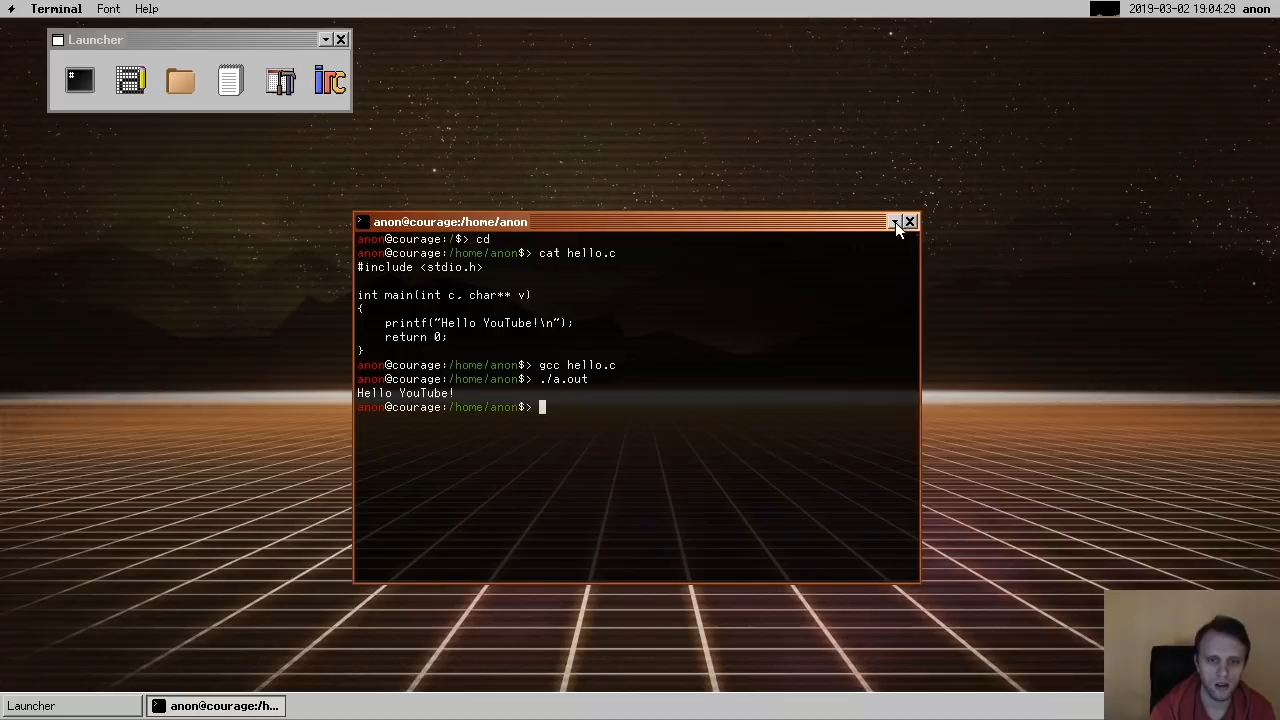 Terminal Font Help
2019-03-02 19:04:29 anon
Launcher
#
irc
anon@courage:/home/anon
anon@courage:/$> cd
anon@courage:/home/anon$> cat hello.c
#include <stdio.h>
int main(int c, char** v)
{
    printf("Hello YouTube!\n");
    return 0;
}
anon@courage:/home/anon$> gcc hello.c
anon@courage:/home/anon$> ./a.out
Hello YouTube!
anon@courage:/home/anon$>
Launcher
anon@courage:/h...